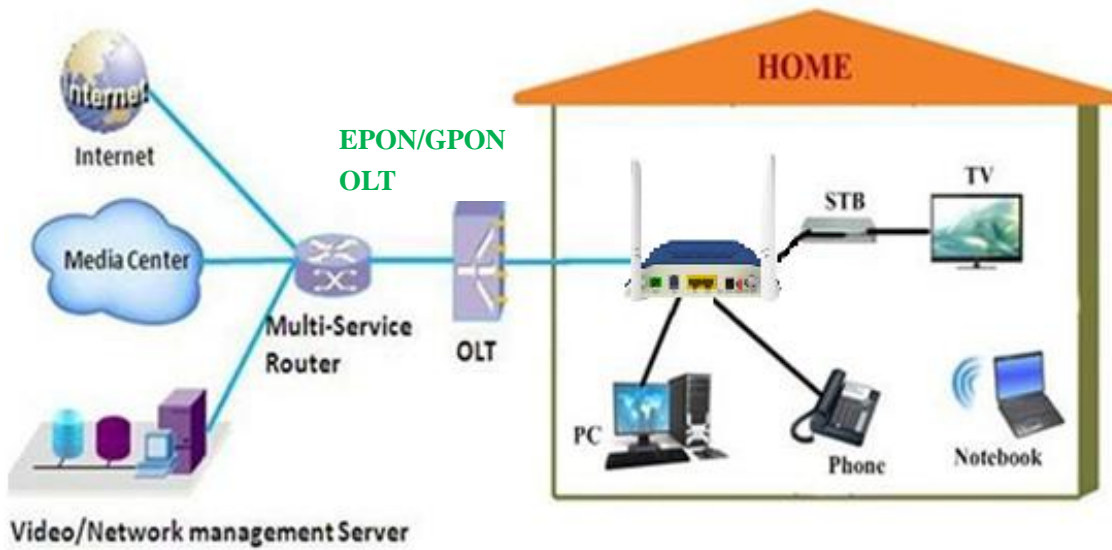 HOME
Internet
Internet
EPON/GPON
OLT
STB
TV
Media Center
Multi-Service
Router
OLT
PC
Phone
Notebook
Video/Network management Server